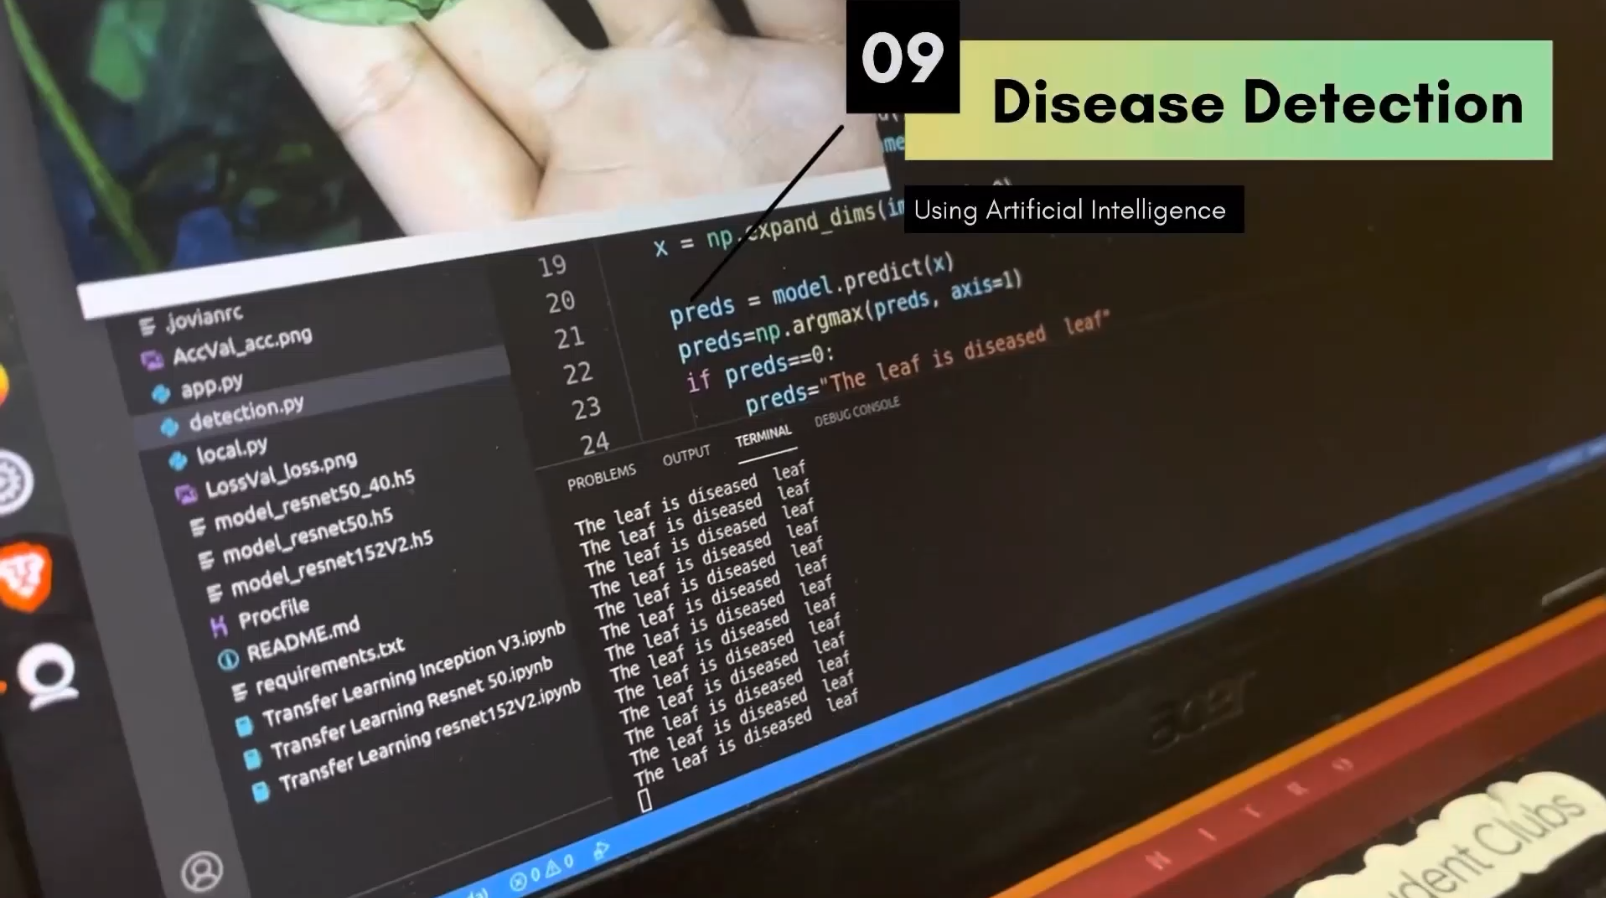 09
Disease Detection
Using Artificial Intelligence
x = np.expand_dims(
19
20
preds = model.predict(x)
21
preds=np.argmax(preds, axis=1)
22
if preds==0:
23
preds="The leaf is diseased  leaf"
24
.jovianrc
AccVal_acc.png
app.py
detection.py
local.py
LossVal_loss.png
model_resnet50_40.h5
model_resnet50.h5
model_resnet152V2.h5
Procfile
README.md
requirements.txt
Transfer Learning Inception V3.ipynb
Transfer Learning Resnet 50.ipynb
Transfer Learning resnet152V2.ipynb
PROBLEMS OUTPUT TERMINAL DEBUG CONSOLE
The leaf is diseased  leaf
The leaf is diseased  leaf
The leaf is diseased  leaf
The leaf is diseased  leaf
The leaf is diseased  leaf
The leaf is diseased  leaf
The leaf is diseased  leaf
The leaf is diseased  leaf
The leaf is diseased  leaf
The leaf is diseased  leaf
The leaf is diseased  leaf
The leaf is diseased  leaf
The leaf is diseased  leaf
0 0
acer
NITRO
Clubs